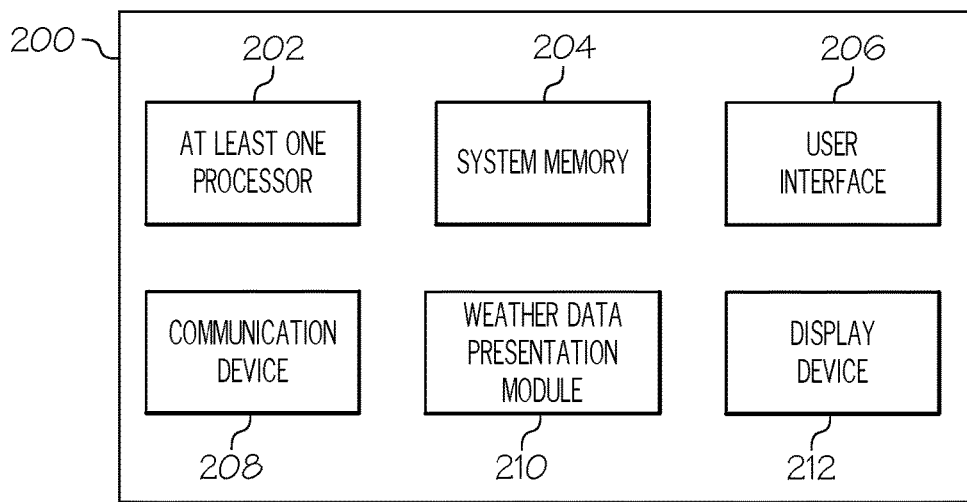 200
202
204
206
AT LEAST ONE
PROCESSOR
SYSTEM MEMORY
USER
INTERFACE
COMMUNICATION
DEVICE
WEATHER DATA
PRESENTATION
MODULE
DISPLAY
DEVICE
208
210
212